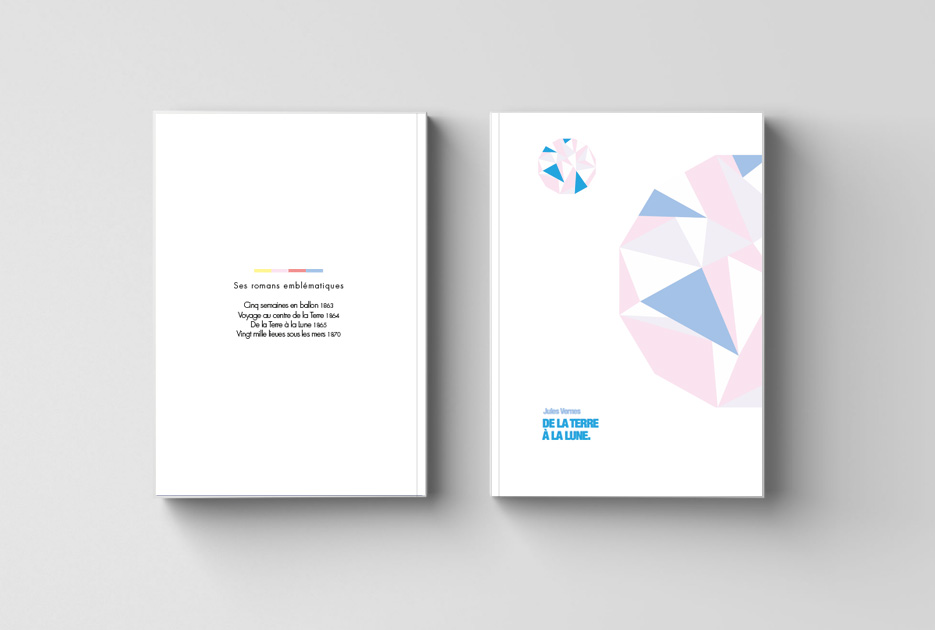 Ses romans emblématiques
Cinq semaines en ballon 1863
Voyage au centre de la Terre 1864
De la Terre à la Lune 1865
Vingt mille lieues sous les mers 1870
Jules Vernes
DE LA TERRE
À LA LUNE.